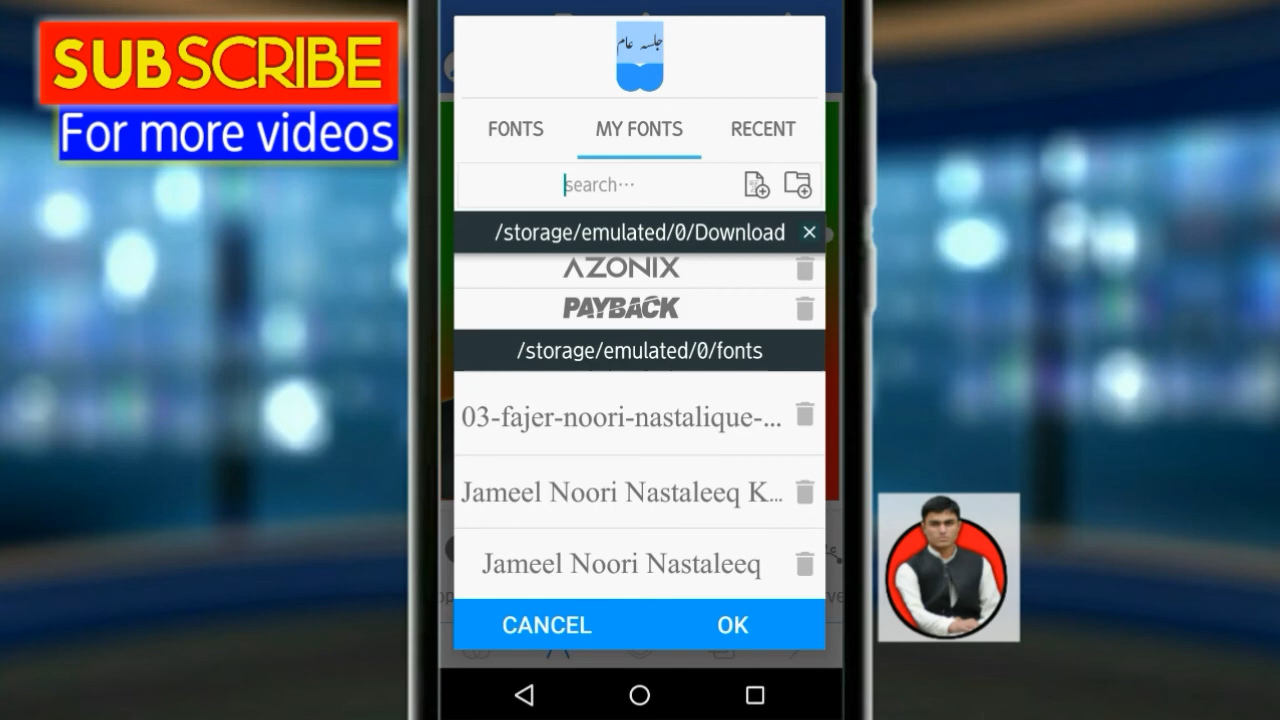 SUBSCRIBE
For more videos
جلسہ عام
FONTS
MY FONTS
RECENT
search...
/storage/emulated/0/Download ×
AZONIX
PAYBACK
/storage/emulated/0/fonts
03-fajer-noori-nastalique-...
Jameel Noori Nastaleeq K...
Jameel Noori Nastaleeq
CANCEL
OK